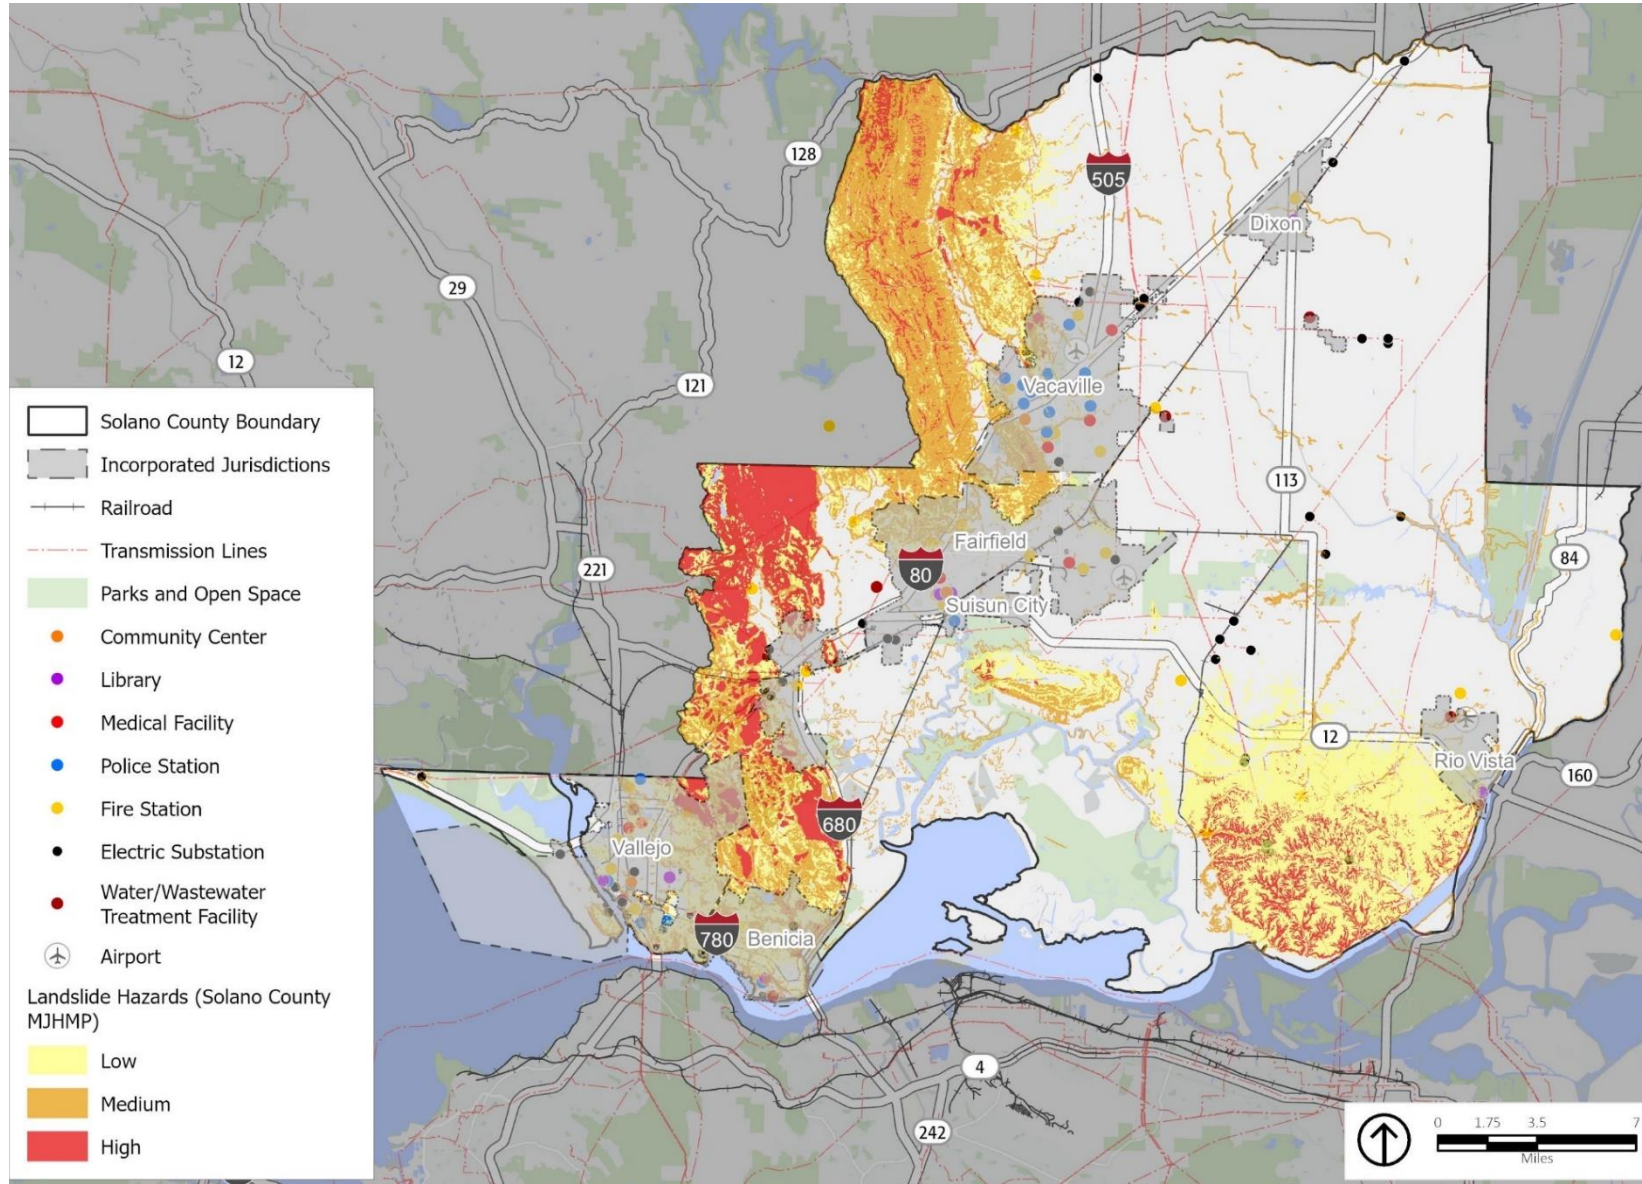 128
505
Dixon
29
12
121
Vacaville
113
Fairfield
80
Suisun City
221
84
12
Rio Vista
160
680
Vallejo
780
Benicia
4
242
Solano County Boundary
Incorporated Jurisdictions
Railroad
Transmission Lines
Parks and Open Space
Community Center
Library
Medical Facility
Police Station
Fire Station
Electric Substation
Water/Wastewater
Treatment Facility
Airport
Landslide Hazards (Solano County
MJHMP)
Low
Medium
High
0 1.75 3.5 7
Miles